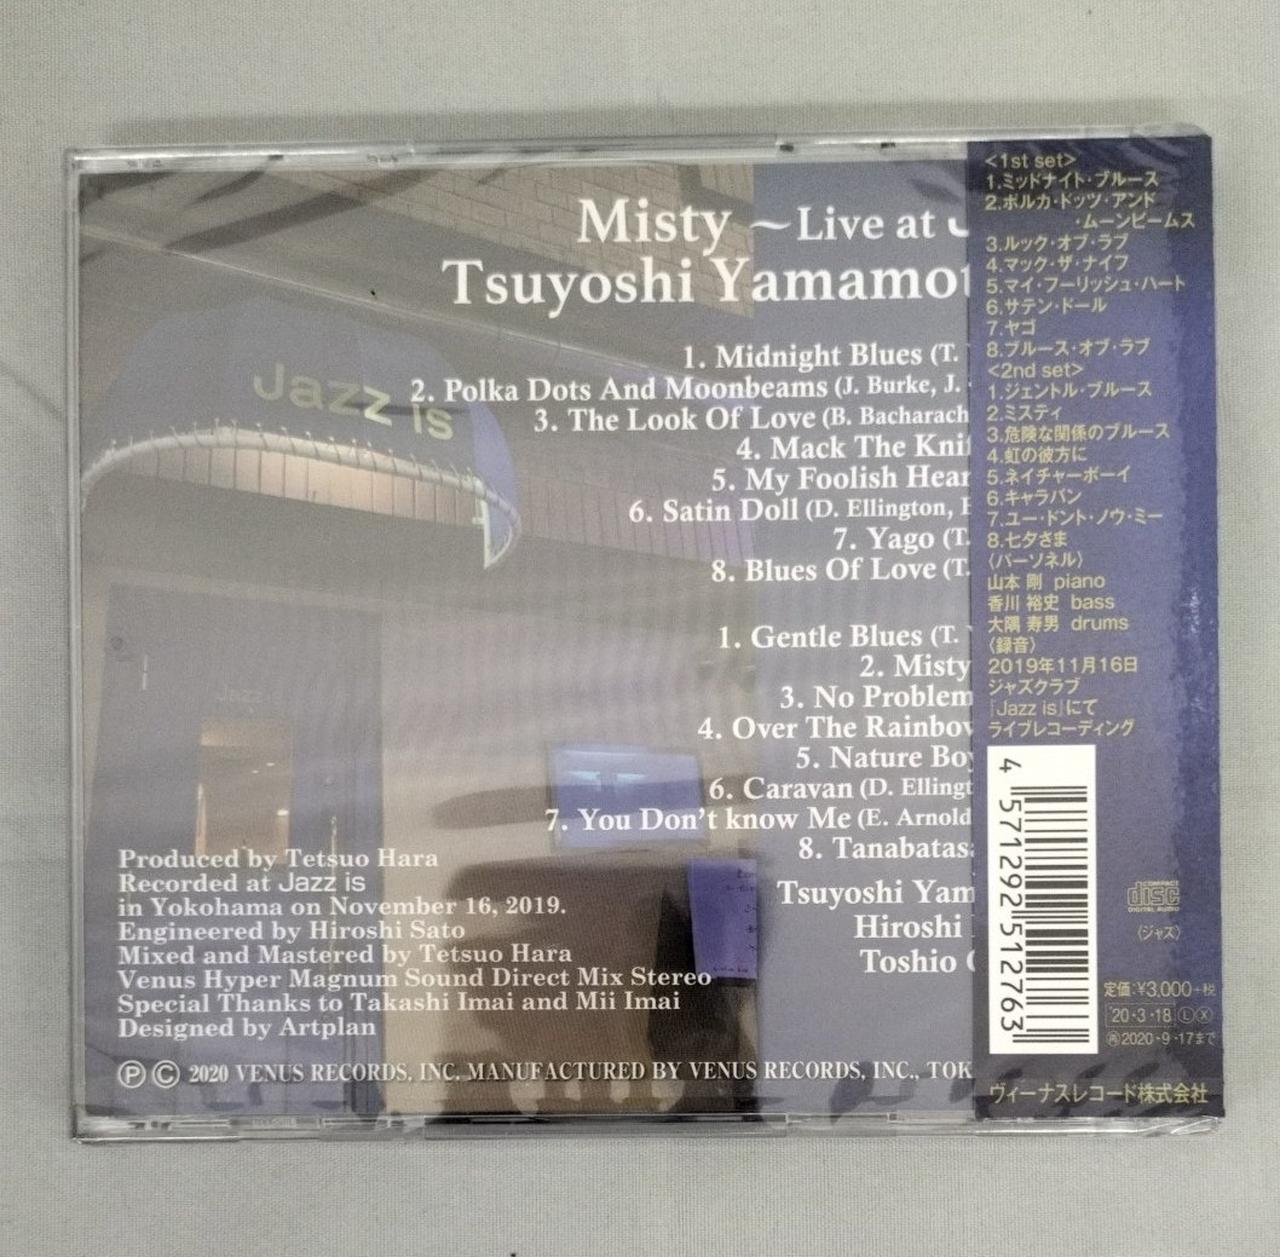 Misty ～Live at J
Tsuyoshi Yamamot
1. Midnight Blues (T.
2. Polka Dots And Moonbeams (J. Burke, J.
3. The Look Of Love (B. Bacharach
4. Mack The Knif
5. My Foolish Hear
6. Satin Doll (D. Ellington,
7. Yago (T.
8. Blues Of Love (T.
1. Gentle Blues (T.
2. Misty
3. No Problem
4. Over The Rainbow
5. Nature Boy
6. Caravan (D. Ellingt
7. You Don't know Me (E. Arnold
8. Tanabatasa
Tsuyoshi Yam
Hiroshi
Toshio
Jazz is
Jazz
Produced by Tetsuo Hara
Recorded at Jazz is
in Yokohama on November 16, 2019.
Engineered by Hiroshi Sato
Mixed and Mastered by Tetsuo Hara
Venus Hyper Magnum Sound Direct Mix Stereo
Special Thanks to Takashi Imai and Mii Imai
Designed by Artplan
Ⓟ Ⓒ 2020 VENUS RECORDS, INC. MANUFACTURED BY VENUS RECORDS, INC., TOK
<1st set>
1.ミッドナイト・ブルース
2.ポルカ・ドッツ・アンド
・ムーンビームス
3.ルック・オブ・ラブ
4.マック・ザ・ナイフ
5.マイ・フーリッシュ・ハート
6.サテン・ドール
7.ヤゴ
8.ブルース・オブ・ラブ
<2nd set>
1.ジェントル・ブルース
2.ミスティ
3.危険な関係のブルース
4.虹の彼方に
5.ネイチャーボーイ
6.キャラバン
7.ユー・ドント・ノウ・ミー
8.七夕さま
〈パーソネル〉
山本 剛 piano
香川 裕史 bass
大隅 寿男 drums
〈録音〉
2019年11月16日
ジャズクラブ
「Jazz is」にて
ライブレコーディング
4 571292 512763
COMPACT
disc
DIGITAL AUDIO
〈ジャズ〉
定価:¥3,000+税
'20・3・18 Ⓛ Ⓧ
㋐2020・9・17まで
ヴィーナスレコード株式会社